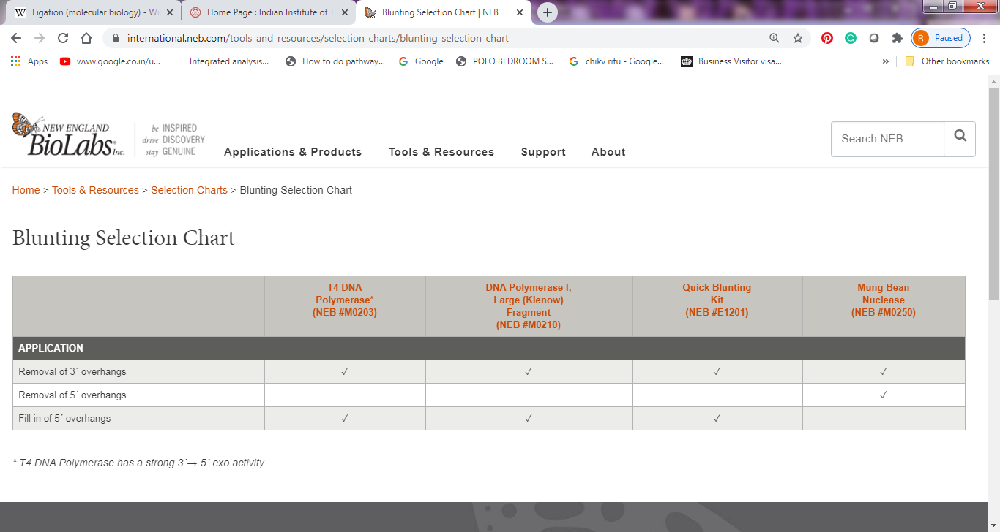 Ligation (molecular biology) - Wi
Home Page : Indian Institute of T
Blunting Selection Chart | NEB
international.neb.com/tools-and-resources/selection-charts/blunting-selection-chart
R Paused
Apps
www.google.co.in/u...
Integrated analysis...
How to do pathway...
Google
POLO BEDROOM S...
chikv ritu - Google...
Business Visitor visa...
»
Other bookmarks
NEW ENGLAND
BioLabs Inc.
be INSPIRED
drive DISCOVERY
stay GENUINE
Applications & Products
Tools & Resources
Support
About
Search NEB
Home > Tools & Resources > Selection Charts > Blunting Selection Chart
Blunting Selection Chart
T4 DNA
Polymerase*
(NEB #M0203)
DNA Polymerase I,
Large (Klenow)
Fragment
(NEB #M0210)
Quick Blunting
Kit
(NEB #E1201)
Mung Bean
Nuclease
(NEB #M0250)
APPLICATION
Removal of 3´ overhangs ✓ ✓ ✓ ✓
Removal of 5´ overhangs ✓
Fill in of 5´ overhangs ✓ ✓ ✓
* T4 DNA Polymerase has a strong 3´→ 5´ exo activity